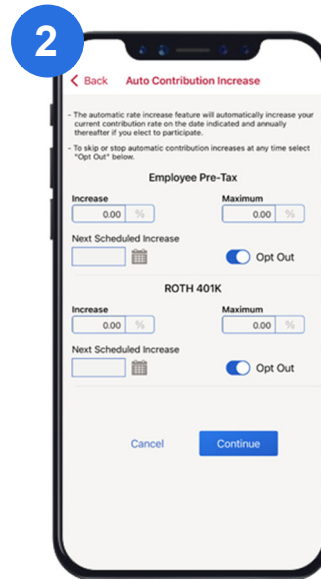 2
Back Auto Contribution Increase
- The automatic rate increase feature will automatically increase your
current contribution rate on the date indicated and annually
thereafter if you elect to participate.
- To skip or stop automatic contribution increases at any time select
"Opt Out" below.
Employee Pre-Tax
Increase Maximum
0.00 % 0.00 %
Next Scheduled Increase
Opt Out
ROTH 401K
Increase Maximum
0.00 % 0.00 %
Next Scheduled Increase
Opt Out
Cancel Continue